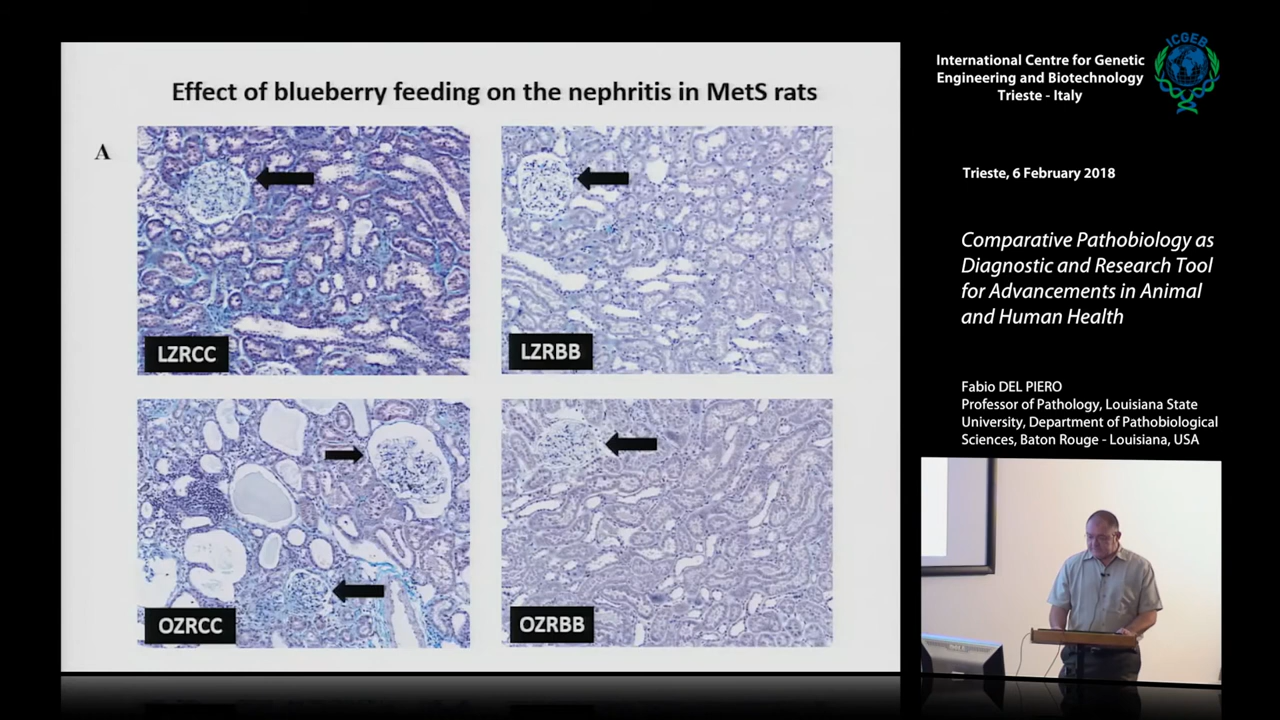 Effect of blueberry feeding on the nephritis in MetS rats
A
LZRCC
LZRBB
OZRCC
OZRBB
International Centre for Genetic
Engineering and Biotechnology
Trieste - Italy
ICGEB
Trieste, 6 February 2018
Comparative Pathobiology as
Diagnostic and Research Tool
for Advancements in Animal
and Human Health
Fabio DEL PIERO
Professor of Pathology, Louisiana State
University, Department of Pathobiological
Sciences, Baton Rouge - Louisiana, USA
DELL